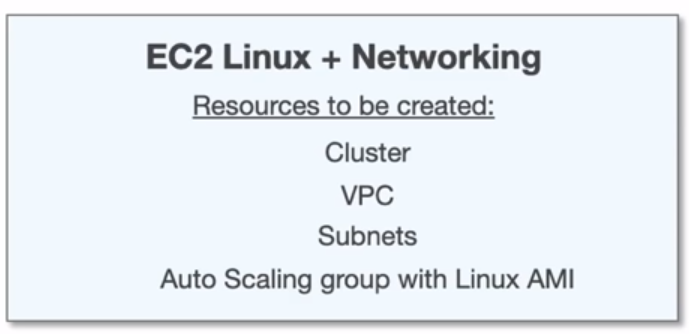 EC2 Linux + Networking
Resources to be created:
Cluster
VPC
Subnets
Auto Scaling group with Linux AMI